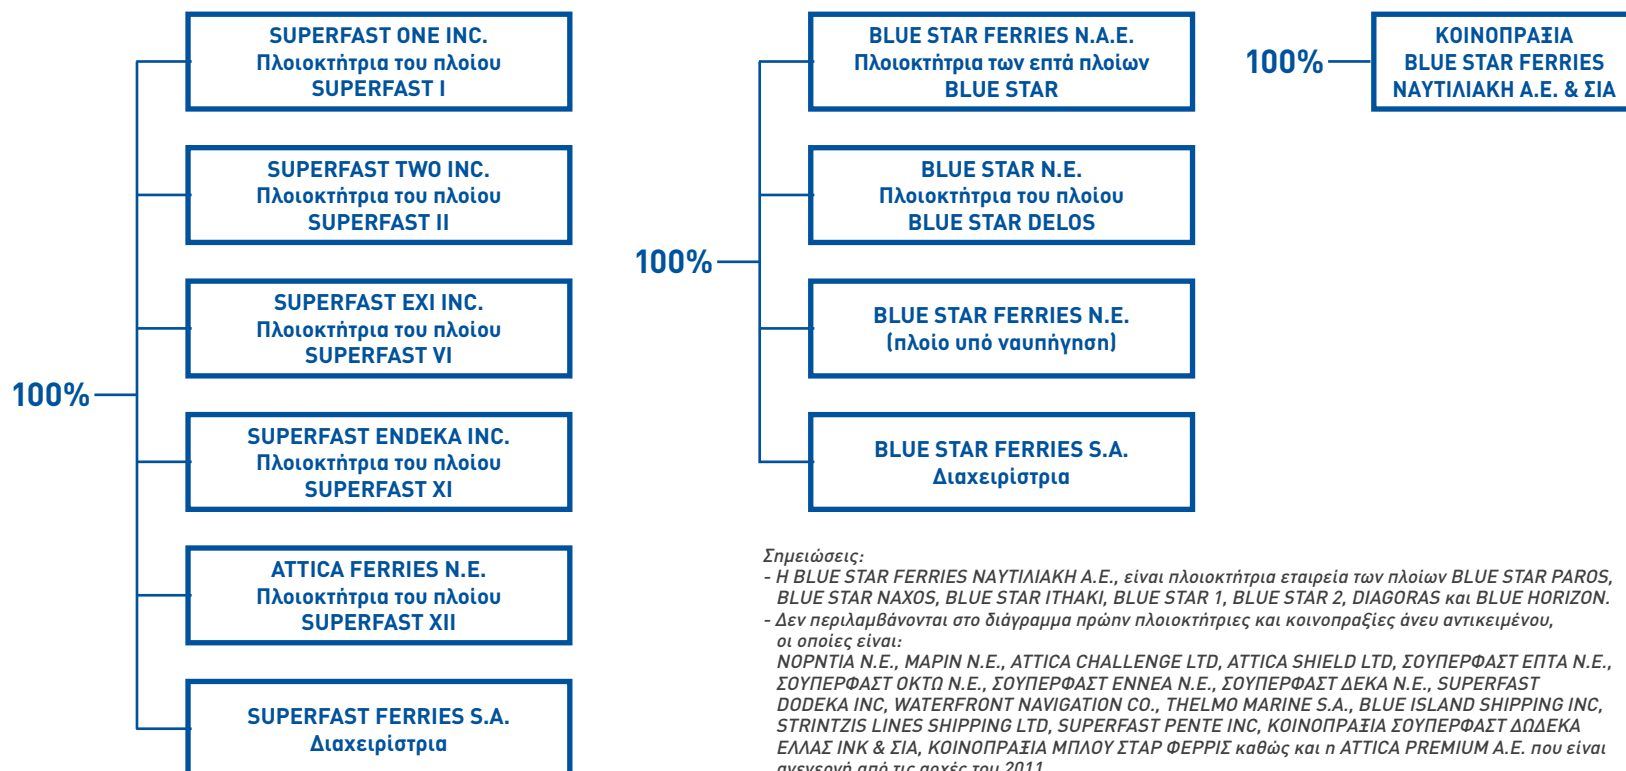 SUPERFAST ONE INC.
Πλοιοκτήτρια του πλοίου
SUPERFAST I
SUPERFAST TWO INC.
Πλοιοκτήτρια του πλοίου
SUPERFAST II
SUPERFAST EXI INC.
Πλοιοκτήτρια του πλοίου
SUPERFAST VI
100%
SUPERFAST ENDEKA INC.
Πλοιοκτήτρια του πλοίου
SUPERFAST XI
ATTICA FERRIES N.E.
Πλοιοκτήτρια του πλοίου
SUPERFAST XII
SUPERFAST FERRIES S.A.
Διαχειρίστρια
BLUE STAR FERRIES N.A.E.
Πλοιοκτήτρια των επτά πλοίων
BLUE STAR
BLUE STAR N.E.
Πλοιοκτήτρια του πλοίου
BLUE STAR DELOS
100%
BLUE STAR FERRIES N.E.
(πλοίο υπό ναυπήγηση)
BLUE STAR FERRIES S.A.
Διαχειρίστρια
100%
ΚΟΙΝΟΠΡΑΞΙΑ
BLUE STAR FERRIES
ΝΑΥΤΙΛΙΑΚΗ Α.Ε. & ΣΙΑ
Σημειώσεις:
- Η BLUE STAR FERRIES ΝΑΥΤΙΛΙΑΚΗ Α.Ε., είναι πλοιοκτήτρια εταιρεία των πλοίων BLUE STAR PAROS,
BLUE STAR NAXOS, BLUE STAR ITHAKI, BLUE STAR 1, BLUE STAR 2, DIAGORAS και BLUE HORIZON.
- Δεν περιλαμβάνονται στο διάγραμμα πρώην πλοιοκτήτριες και κοινοπραξίες άνευ αντικειμένου,
οι οποίες είναι:
ΝΟΡΝΤΙΑ Ν.Ε., ΜΑΡΙΝ Ν.Ε., ATTICA CHALLENGE LTD, ATTICA SHIELD LTD, ΣΟΥΠΕΡΦΑΣΤ ΕΠΤΑ Ν.Ε.,
ΣΟΥΠΕΡΦΑΣΤ ΟΚΤΩ Ν.Ε., ΣΟΥΠΕΡΦΑΣΤ ΕΝΝΕΑ Ν.Ε., ΣΟΥΠΕΡΦΑΣΤ ΔΕΚΑ Ν.Ε., SUPERFAST
DODEKA INC, WATERFRONT NAVIGATION CO., THELMO MARINE S.A., BLUE ISLAND SHIPPING INC,
STRINTZIS LINES SHIPPING LTD, SUPERFAST PENTE INC, ΚΟΙΝΟΠΡΑΞΙΑ ΣΟΥΠΕΡΦΑΣΤ ΔΩΔΕΚΑ
ΕΛΛΑΣ ΙΝΚ & ΣΙΑ, ΚΟΙΝΟΠΡΑΞΙΑ ΜΠΛΟΥ ΣΤΑΡ ΦΕΡΡΙΣ καθώς και η ATTICA PREMIUM Α.Ε. που είναι
ανενεργή από τις αρχές του 2011